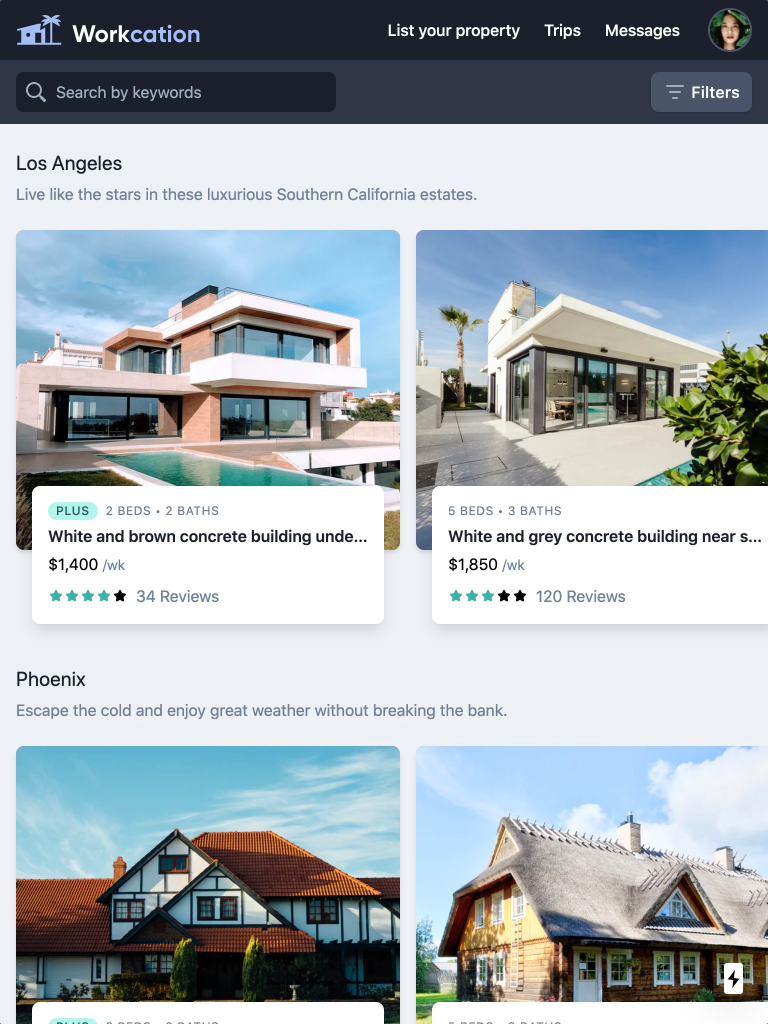 Workcation
List your property
Trips
Messages
Search by keywords
Filters
Los Angeles
Live like the stars in these luxurious Southern California estates.
PLUS 2 BEDS • 2 BATHS
White and brown concrete building unde...
$1,400 /wk
34 Reviews
5 BEDS • 3 BATHS
White and grey concrete building near s...
$1,850 /wk
120 Reviews
Phoenix
Escape the cold and enjoy great weather without breaking the bank.